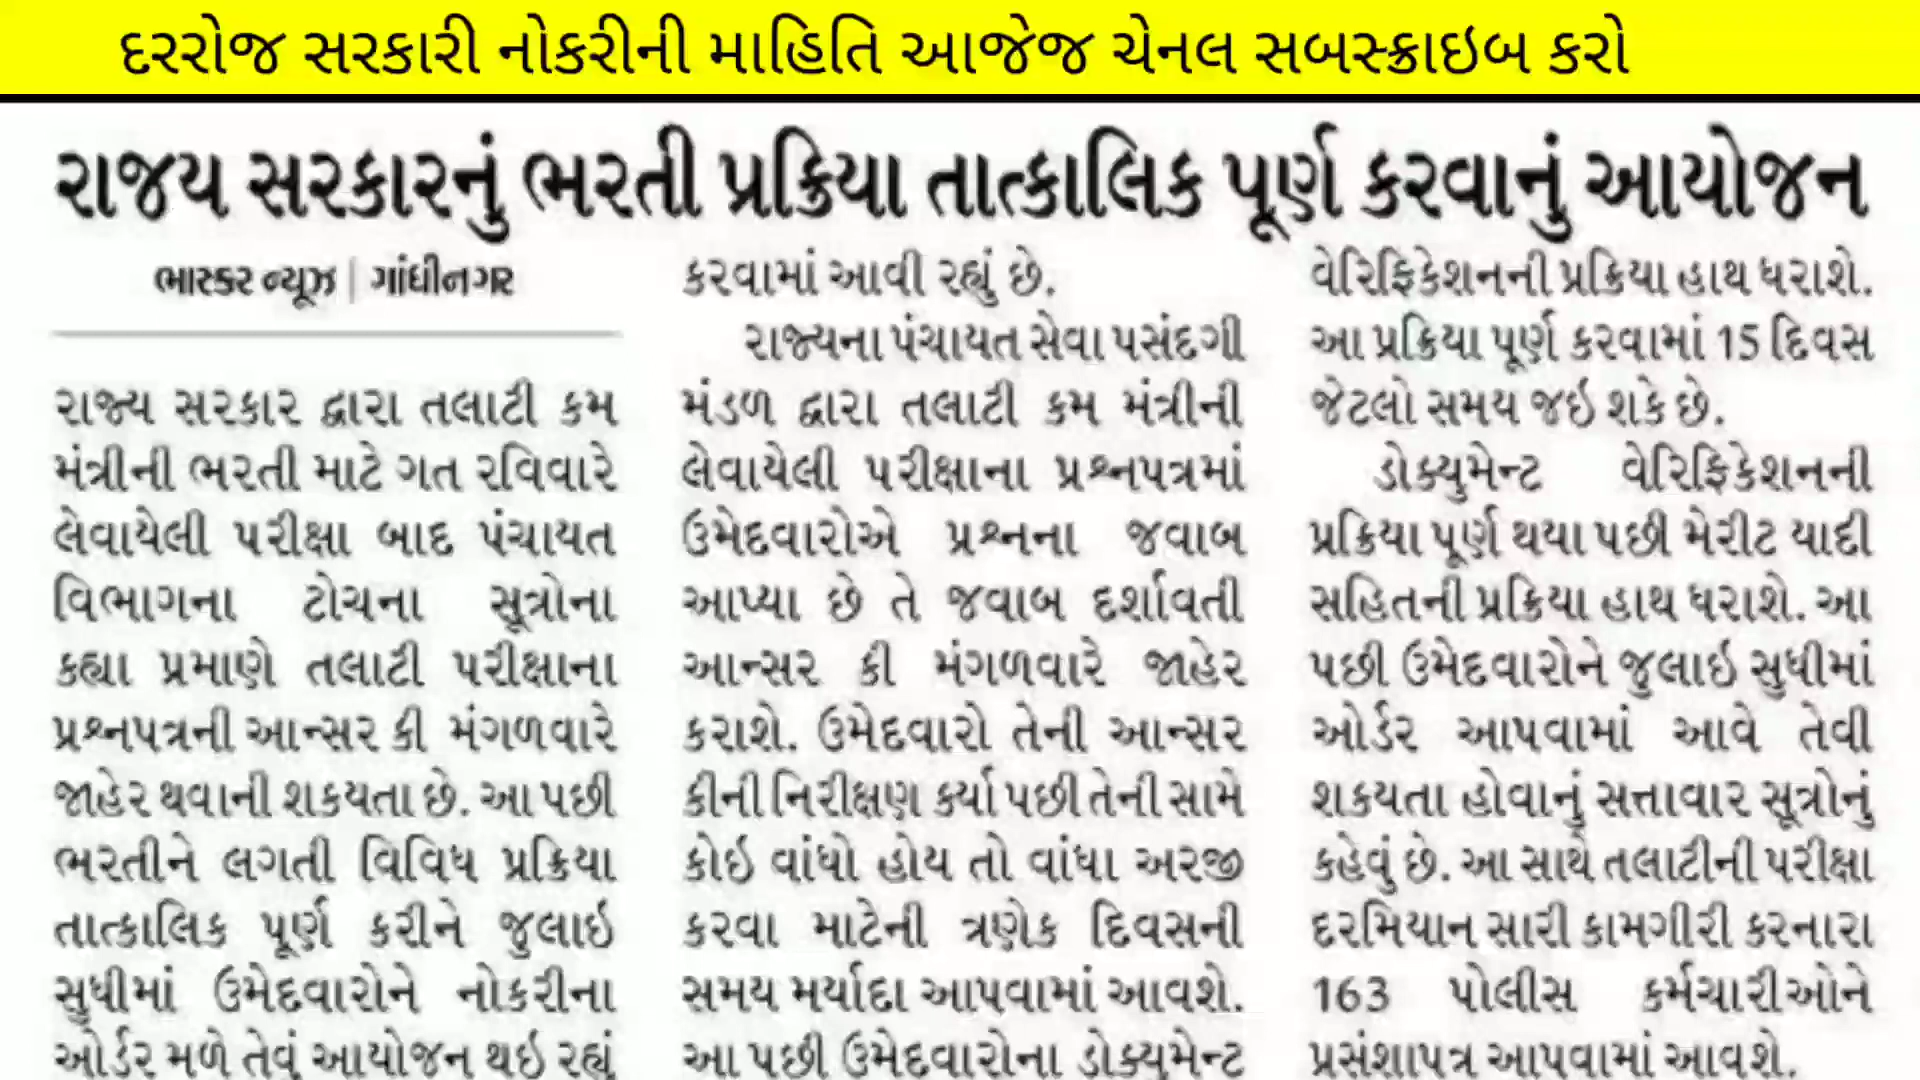 દરરોજ સરકારી નોકરીની માહિતિ આજેજ ચેનલ સબસ્ક્રાઇબ કરો
રાજય સરકારનું ભરતી પ્રક્રિયા તાત્કાલિક પૂર્ણ કરવાનું આયોજન
ભાસ્કર ન્યૂઝ | ગાંધીનગર
રાજ્ય સરકાર દ્વારા તલાટી કમ
મંત્રીની ભરતી માટે ગત રવિવારે
લેવાયેલી પરીક્ષા બાદ પંચાયત
વિભાગના ટોચના સૂત્રોના
કહ્યા પ્રમાણે તલાટી પરીક્ષાના
પ્રશ્નપત્રની આન્સર કી મંગળવારે
જાહેર થવાની શકયતા છે. આ પછી
ભરતીને લગતી વિવિધ પ્રક્રિયા
તાત્કાલિક પૂર્ણ કરીને જુલાઇ
સુધીમાં ઉમેદવારોને નોકરીના
ઓર્ડર મળે તેવું આયોજન થઇ રહ્યું
કરવામાં આવી રહ્યું છે.
રાજ્યના પંચાયત સેવા પસંદગી
મંડળ દ્વારા તલાટી કમ મંત્રીની
લેવાયેલી પરીક્ષાના પ્રશ્નપત્રમાં
ઉમેદવારોએ પ્રશ્નના જવાબ
આપ્યા છે તે જવાબ દર્શાવતી
આન્સર કી મંગળવારે જાહેર
કરાશે. ઉમેદવારો તેની આન્સર
કીની નિરીક્ષણ કર્યા પછી તેની સામે
કોઇ વાંધો હોય તો વાંધા અરજી
કરવા માટેની ત્રણેક દિવસની
સમય મર્યાદા આપવામાં આવશે.
આ પછી ઉમેદવારોના ડોક્યુમેન્ટ
વેરિફિકેશનની પ્રક્રિયા હાથ ધરાશે.
આ પ્રક્રિયા પૂર્ણ કરવામાં 15 દિવસ
જેટલો સમય જઇ શકે છે.
ડોક્યુમેન્ટ વેરિફિકેશનની
પ્રક્રિયા પૂર્ણ થયા પછી મેરીટ યાદી
સહિતની પ્રક્રિયા હાથ ધરાશે. આ
પછી ઉમેદવારોને જુલાઇ સુધીમાં
ઓર્ડર આપવામાં આવે તેવી
શકયતા હોવાનું સત્તાવાર સૂત્રોનું
કહેવું છે. આ સાથે તલાટીની પરીક્ષા
દરમિયાન સારી કામગીરી કરનારા
163 પોલીસ કર્મચારીઓને
પ્રસંશાપત્ર આપવામાં આવશે.